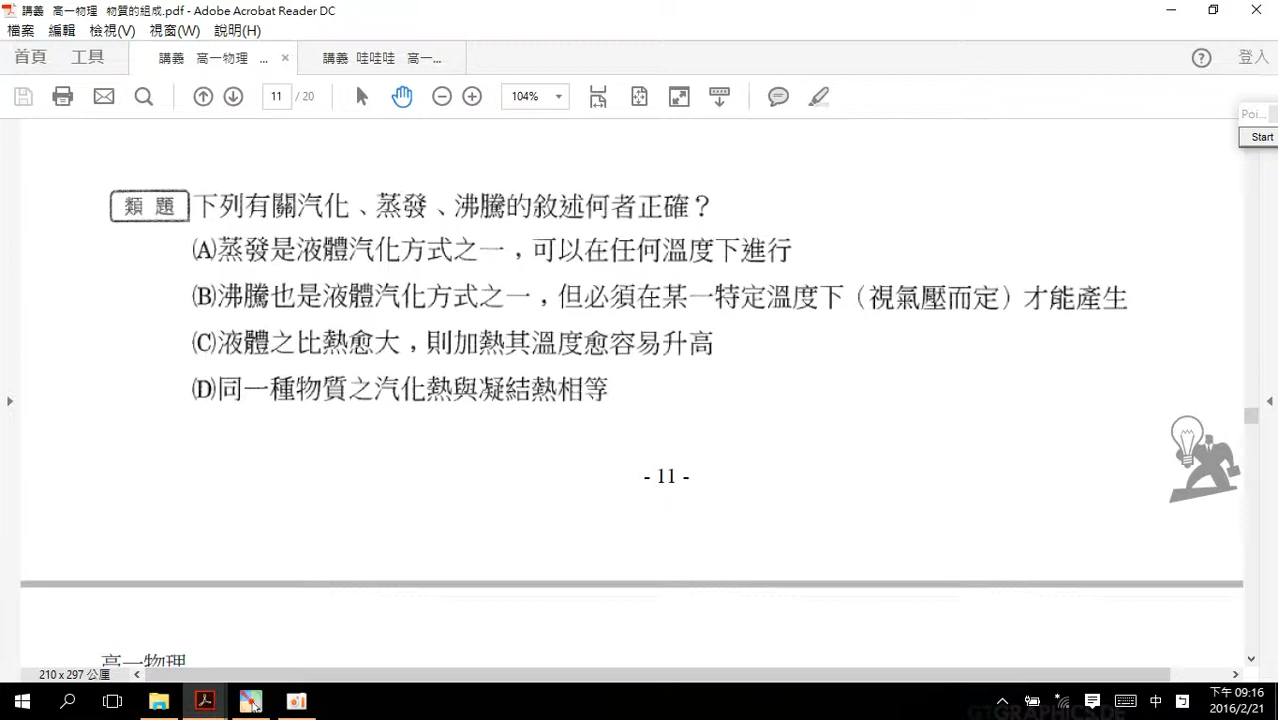 講義 高一物理 物質的組成.pdf - Adobe Acrobat Reader DC
檔案 編輯 檢視(V) 視窗(W) 說明(H)
首頁 工具 講義 高一物理 ... × 講義 哇哇哇 高一... 登入
11 / 20 104%
Poi...
Start
類題 下列有關汽化、蒸發、沸騰的敘述何者正確?
(A)蒸發是液體汽化方式之一,可以在任何溫度下進行
(B)沸騰也是液體汽化方式之一,但必須在某一特定溫度下(視氣壓而定)才能產生
(C)液體之比熱愈大,則加熱其溫度愈容易升高
(D)同一種物質之汽化熱與凝結熱相等
- 11 -
高一物理
210 x 297 公厘
中 下午 09:16
2016/2/21